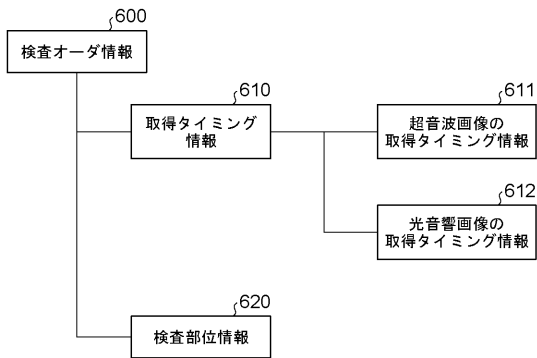 600
検査オーダ情報
610
取得タイミング
情報
611
超音波画像の
取得タイミング情報
612
光音響画像の
取得タイミング情報
620
検査部位情報